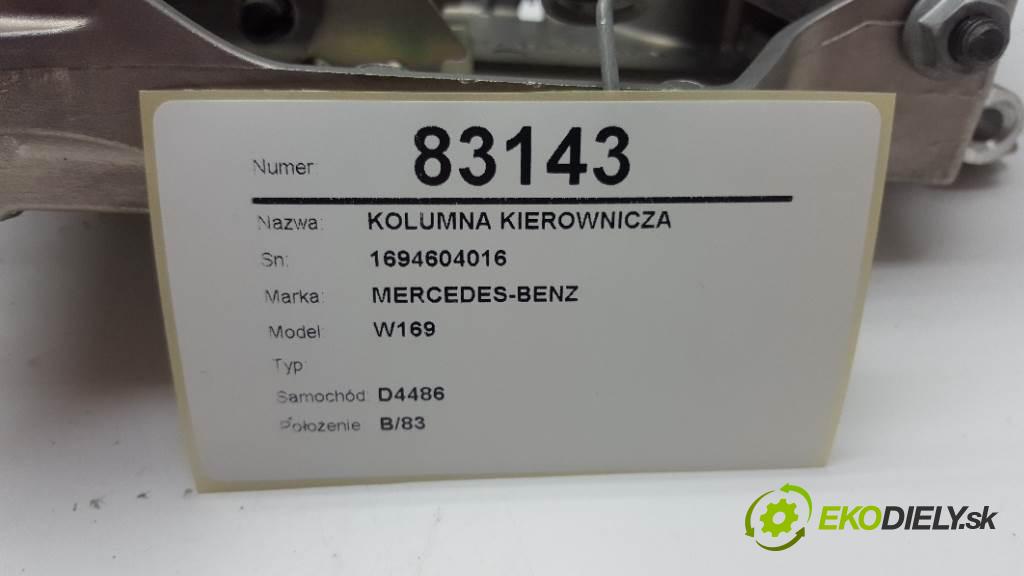 Numer: 83143
Nazwa: KOLUMNA KIEROWNICZA
Sn: 1694604016
Marka: MERCEDES-BENZ
Model: W169
Typ:
Samochód: D4486
Położenie B/83
EKODIELY.sk